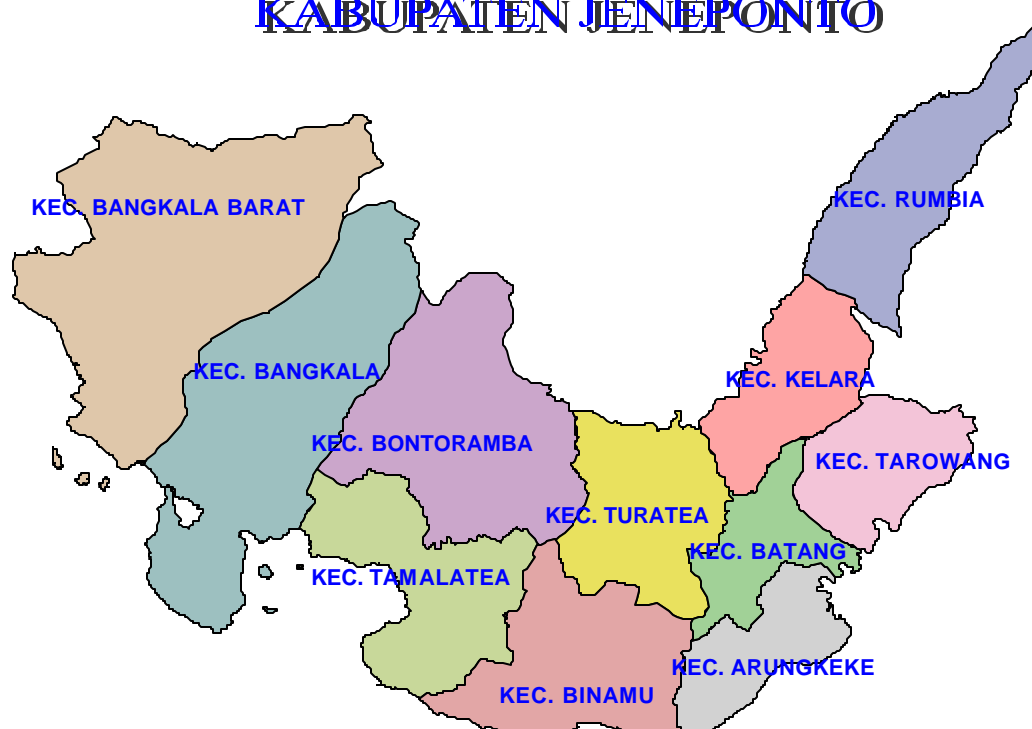 KABUPATEN JENEPONTO
KEC. RUMBIA
KEC. BANGKALA BARAT
KEC. BANGKALA
KEC. KELARA
KEC. BONTORAMBA
KEC. TAROWANG
KEC. TURATEA
KEC. BATANG
KEC. TAMALATEA
KEC. ARUNGKEKE
KEC. BINAMU